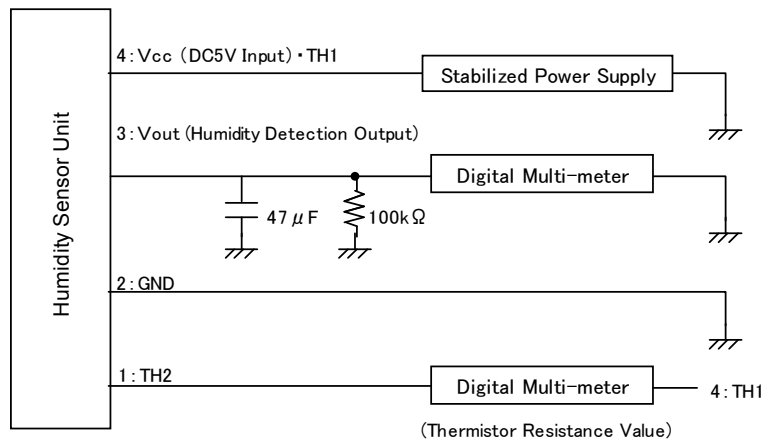 Humidity Sensor Unit
4:Vcc (DC5V Input)・TH1
Stabilized Power Supply
3:Vout (Humidity Detection Output)
Digital Multi-meter
47μF
100kΩ
2:GND
1:TH2
Digital Multi-meter
4:TH1
(Thermistor Resistance Value)